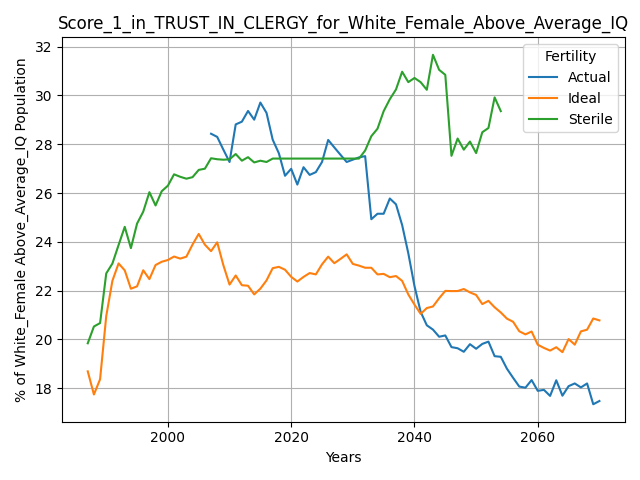 Score_1_in_TRUST_IN_CLERGY_for_White_Female_Above_Average_IQ
% of White_Female Above_Average_IQ Population
32
30
28
26
24
22
20
18
Fertility
Actual
Ideal
Sterile
2000
2020
2040
2060
Years